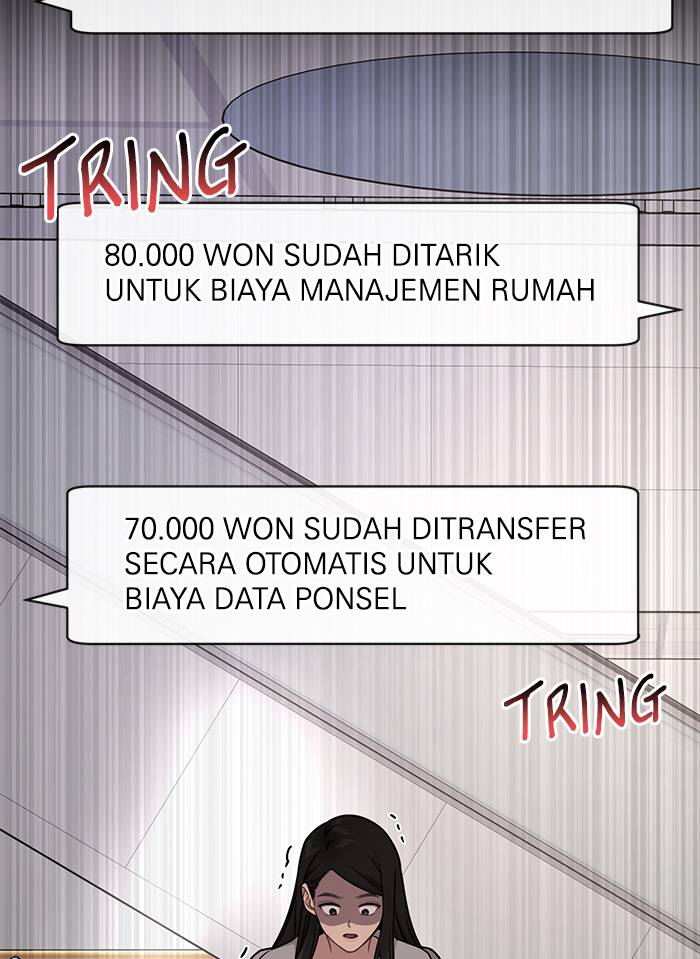 TRING
80.000 WON SUDAH DITARIK
UNTUK BIAYA MANAJEMEN RUMAH
70.000 WON SUDAH DITRANSFER
SECARA OTOMATIS UNTUK
BIAYA DATA PONSEL
TRING